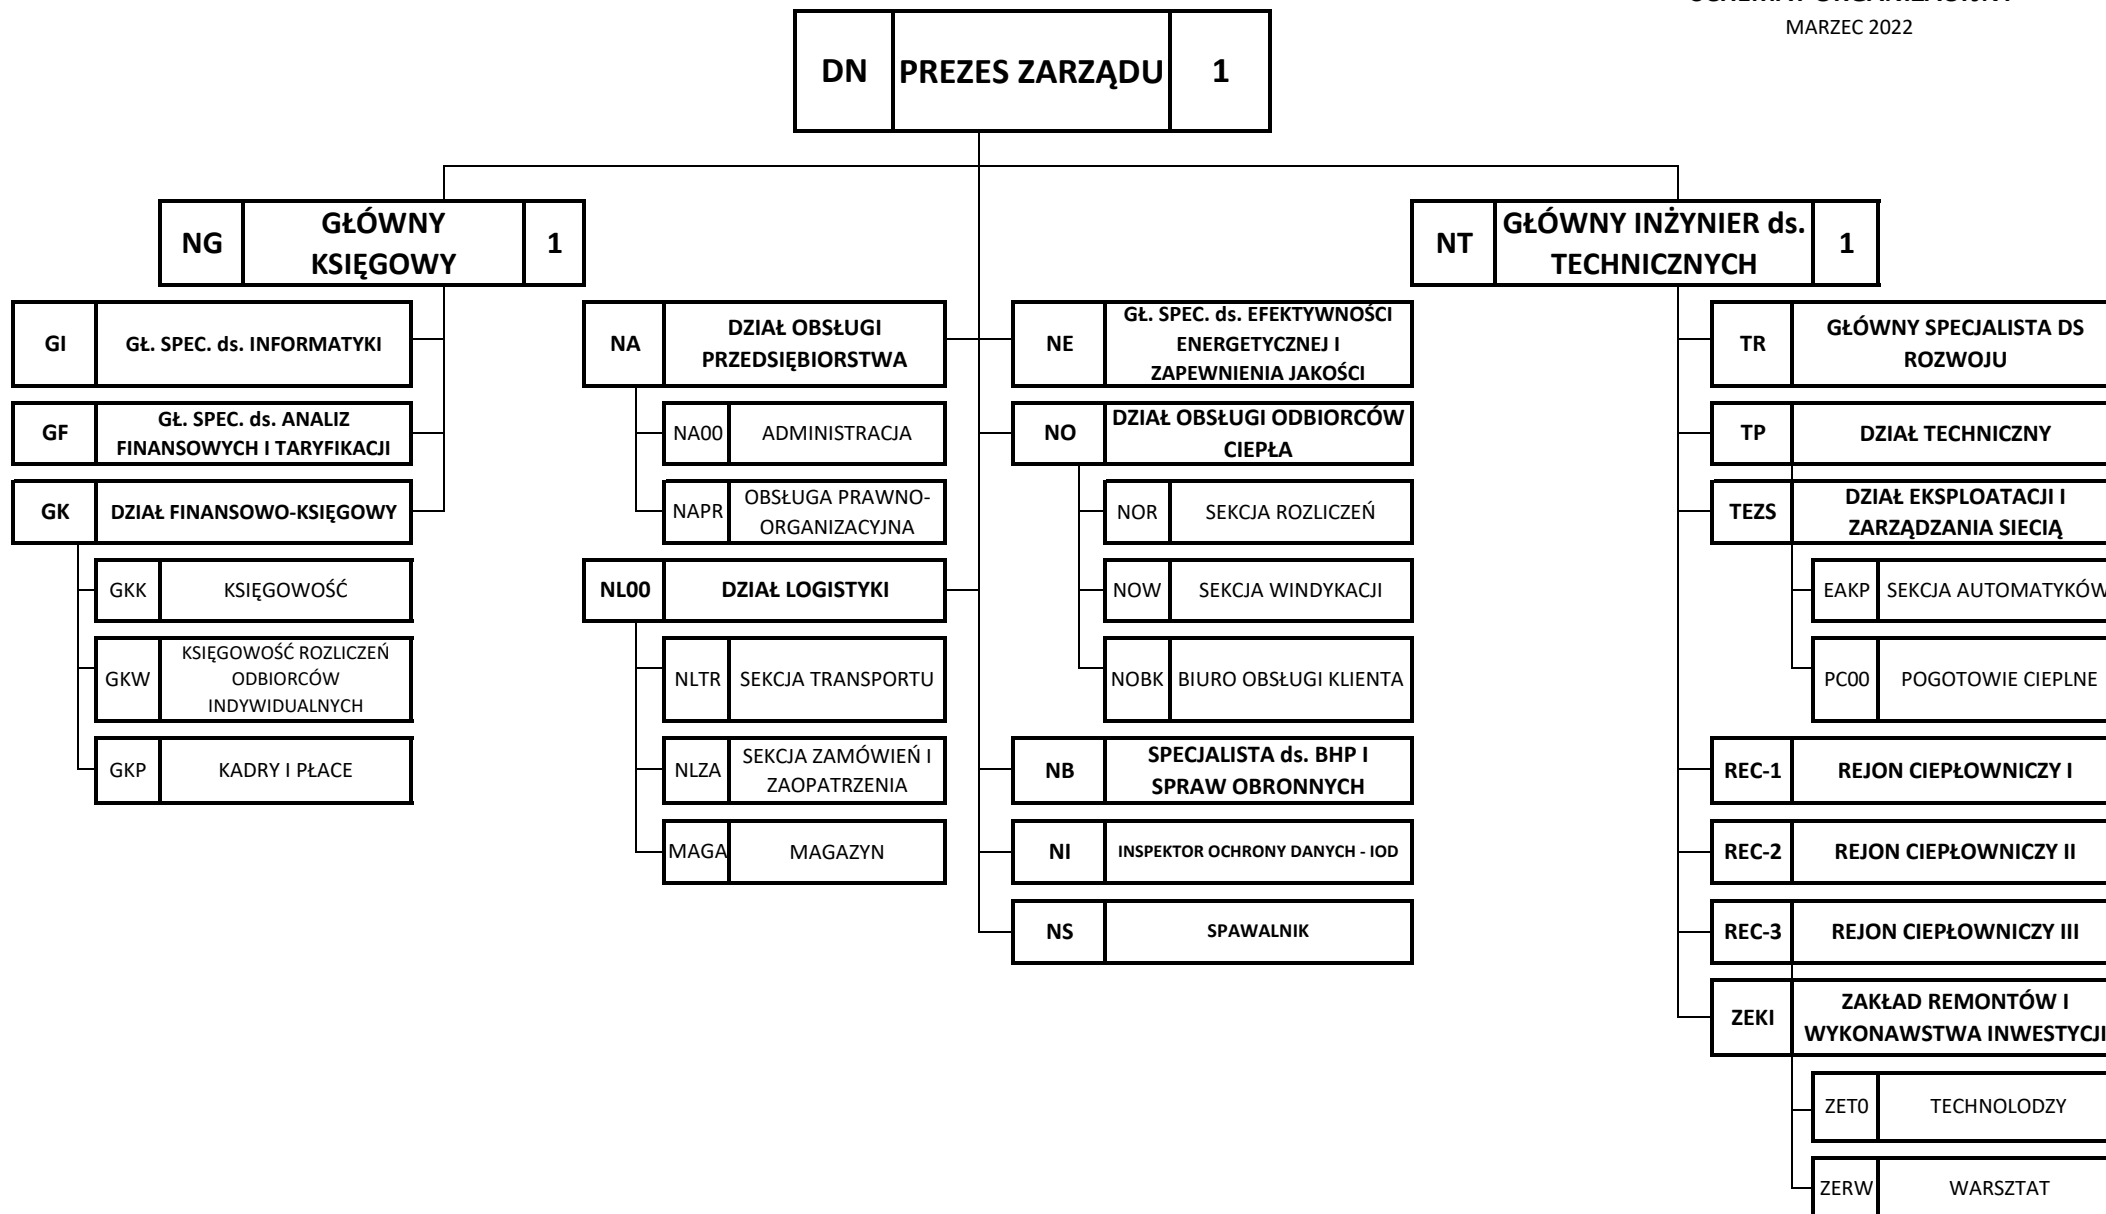 SCHEMAT ORGANIZACYJNY
MARZEC 2022
DN
PREZES ZARZĄDU
1
NG
GŁÓWNY
KSIĘGOWY
1
NT
GŁÓWNY INŻYNIER ds.
TECHNICZNYCH
1
GI
GŁ. SPEC. ds. INFORMATYKI
GF
GŁ. SPEC. ds. ANALIZ
FINANSOWYCH I TARYFIKACJI
GK
DZIAŁ FINANSOWO-KSIĘGOWY
GKK
KSIĘGOWOŚĆ
GKW
KSIĘGOWOŚĆ ROZLICZEŃ
ODBIORCÓW
INDYWIDUALNYCH
GKP
KADRY I PŁACE
NA
DZIAŁ OBSŁUGI
PRZEDSIĘBIORSTWA
NA00
ADMINISTRACJA
NAPR
OBSŁUGA PRAWNO-
ORGANIZACYJNA
NL00
DZIAŁ LOGISTYKI
NLTR
SEKCJA TRANSPORTU
NLZA
SEKCJA ZAMÓWIEŃ I
ZAOPATRZENIA
MAGA
MAGAZYN
NE
GŁ. SPEC. ds. EFEKTYWNOŚCI
ENERGETYCZNEJ I
ZAPEWNIENIA JAKOŚCI
NO
DZIAŁ OBSŁUGI ODBIORCÓW
CIEPŁA
NOR
SEKCJA ROZLICZEŃ
NOW
SEKCJA WINDYKACJI
NOBK
BIURO OBSŁUGI KLIENTA
NB
SPECJALISTA ds. BHP I
SPRAW OBRONNYCH
NI
INSPEKTOR OCHRONY DANYCH - IOD
NS
SPAWALNIK
TR
GŁÓWNY SPECJALISTA DS
ROZWOJU
TP
DZIAŁ TECHNICZNY
TEZS
DZIAŁ EKSPLOATACJI I
ZARZĄDZANIA SIECIĄ
EAKP
SEKCJA AUTOMATYKÓW
PC00
POGOTOWIE CIEPLNE
REC-1
REJON CIEPŁOWNICZY I
REC-2
REJON CIEPŁOWNICZY II
REC-3
REJON CIEPŁOWNICZY III
ZEKI
ZAKŁAD REMONTÓW I
WYKONAWSTWA INWESTYCJI
ZET0
TECHNOLODZY
ZERW
WARSZTAT